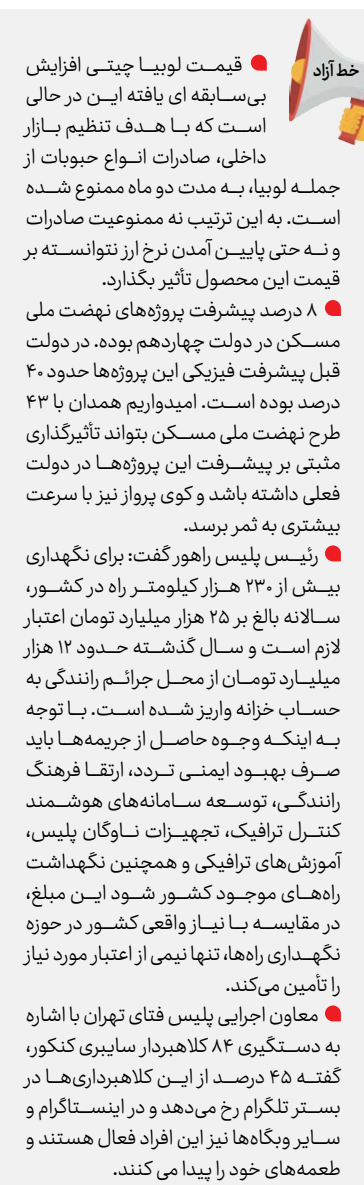 خط آزاد
قیمت لوبیا چیتی افزایش
بی‌سابقه ای یافته این در حالی
است که با هدف تنظیم بازار
داخلی، صادرات انواع حبوبات از
جمله لوبیا، به مدت دو ماه ممنوع شده
است. به این ترتیب نه ممنوعیت صادرات
و نه حتی پایین آمدن نرخ ارز نتوانسته بر
قیمت این محصول تأثیر بگذارد.
۸ درصد پیشرفت پروژه‌های نهضت ملی
مسکن در دولت چهاردهم بوده. در دولت
قبل پیشرفت فیزیکی این پروژه‌ها حدود ۴۰
درصد بوده است. امیدواریم همدان با ۴۳
طرح نهضت ملی مسکن بتواند تأثیرگذاری
مثبتی بر پیشرفت این پروژه‌ها در دولت
فعلی داشته باشد و کوی پرواز نیز با سرعت
بیشتری به ثمر برسد.
رئیس پلیس راهور گفت: برای نگهداری
بیش از ۲۳۰ هزار کیلومتر راه در کشور،
سالانه بالغ بر ۲۵ هزار میلیارد تومان اعتبار
لازم است و سال گذشته حدود ۱۲ هزار
میلیارد تومان از محل جرائم رانندگی به
حساب خزانه واریز شده است. با توجه
به اینکه وجوه حاصل از جریمه‌ها باید
صرف بهبود ایمنی تردد، ارتقا فرهنگ
رانندگی، توسعه سامانه‌های هوشمند
کنترل ترافیک، تجهیزات ناوگان پلیس،
آموزش‌های ترافیکی و همچنین نگهداشت
راه‌های موجود کشور شود این مبلغ،
در مقایسه با نیاز واقعی کشور در حوزه
نگهداری راه‌ها، تنها نیمی از اعتبار مورد نیاز
را تأمین می‌کند.
معاون اجرایی پلیس فتای تهران با اشاره
به دستگیری ۸۴ کلاهبردار سایبری کنکور،
گفته ۴۵ درصد از این کلاهبرداری‌ها در
بستر تلگرام رخ می‌دهد و در اینستاگرام و
سایر وبگاه‌ها نیز این افراد فعال هستند و
طعمه‌های خود را پیدا می کنند.